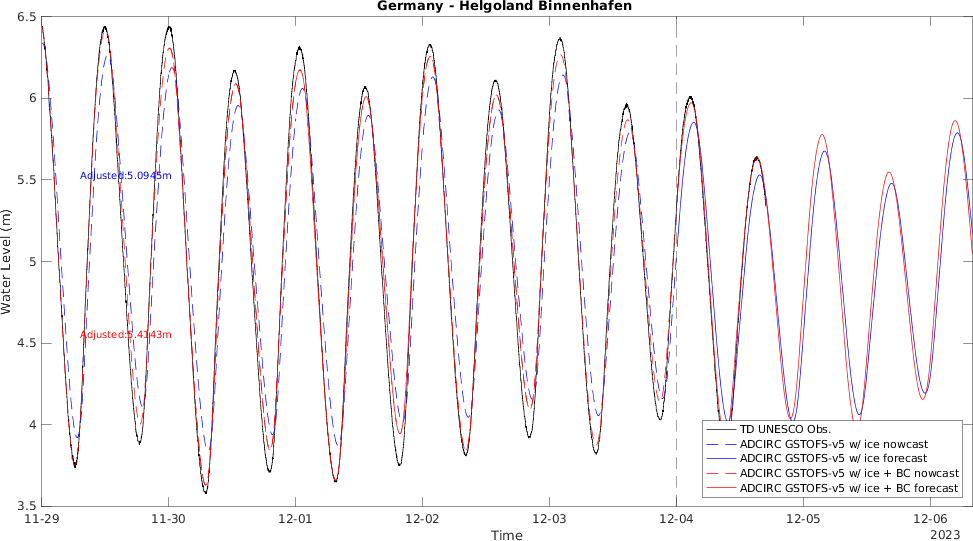 Germany - Helgoland Binnenhafen
6.5
6
5.5
5
4.5
4
3.5
Water Level (m)
Adjusted:5.0945m
Adjusted:5.4143m
TD UNESCO Obs.
ADCIRC GSTOFS-v5 w/ ice nowcast
ADCIRC GSTOFS-v5 w/ ice forecast
ADCIRC GSTOFS-v5 w/ ice + BC nowcast
ADCIRC GSTOFS-v5 w/ ice + BC forecast
11-29 11-30 12-01 12-02 12-03 12-04 12-05 12-06
Time
2023